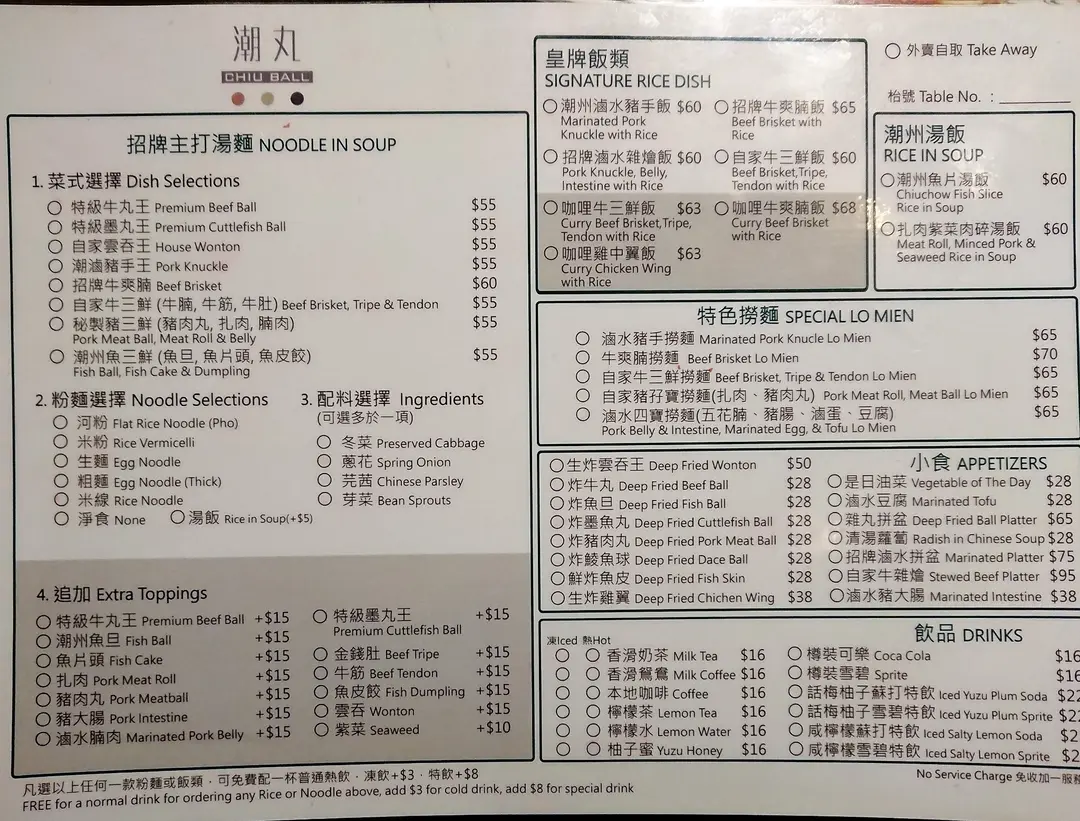 潮丸
CHIU BALL
招牌主打湯麵 NOODLE IN SOUP
1. 菜式選擇 Dish Selections
特級牛丸王 Premium Beef Ball $55
特級墨丸王 Premium Cuttlefish Ball $55
自家雲吞王 House Wonton $55
潮滷豬手王 Pork Knuckle $55
招牌牛爽腩 Beef Brisket $60
自家牛三鮮 (牛腩, 牛筋, 牛肚) Beef Brisket, Tripe & Tendon $55
秘製豬三鮮 (豬肉丸, 扎肉, 腩肉) $55
Pork Meat Ball, Meat Roll & Belly
潮州魚三鮮 (魚旦, 魚片頭, 魚皮餃) $55
Fish Ball, Fish Cake & Dumpling
2. 粉麵選擇 Noodle Selections
河粉 Flat Rice Noodle (Pho)
米粉 Rice Vermicelli
生麵 Egg Noodle
粗麵 Egg Noodle (Thick)
米線 Rice Noodle
淨食 None 湯飯 Rice in Soup(+$5)
3. 配料選擇 Ingredients
(可選多於一項)
冬菜 Preserved Cabbage
蔥花 Spring Onion
芫茜 Chinese Parsley
芽菜 Bean Sprouts
4. 追加 Extra Toppings
特級牛丸王 Premium Beef Ball +$15
潮州魚旦 Fish Ball +$15
魚片頭 Fish Cake +$15
扎肉 Pork Meat Roll +$15
豬肉丸 Pork Meatball +$15
豬大腸 Pork Intestine +$15
滷水腩肉 Marinated Pork Belly +$15
特級墨丸王 +$15
Premium Cuttlefish Ball
金錢肚 Beef Tripe +$15
牛筋 Beef Tendon +$15
魚皮餃 Fish Dumpling +$15
雲吞 Wonton +$15
紫菜 Seaweed +$10
凡選以上任何一款粉麵或飯類，可免費配一杯普通熱飲，凍飲+$3，特飲+$8
FREE for a normal drink for ordering any Rice or Noodle above, add $3 for cold drink, add $8 for special drink
皇牌飯類
SIGNATURE RICE DISH
潮州滷水豬手飯 $60
Marinated Pork
Knuckle with Rice
招牌牛爽腩飯 $65
Beef Brisket with
Rice
招牌滷水雜燴飯 $60
Pork Knuckle, Belly,
Intestine with Rice
自家牛三鮮飯 $60
Beef Brisket,Tripe,
Tendon with Rice
咖哩牛三鮮飯 $63
Curry Beef Brisket,Tripe,
Tendon with Rice
咖哩牛爽腩飯 $68
Curry Beef Brisket
with Rice
咖哩雞中翼飯 $63
Curry Chicken Wing
with Rice
外賣自取 Take Away
枱號 Table No. :
潮州湯飯
RICE IN SOUP
潮州魚片湯飯 $60
Chiuchow Fish Slice
Rice in Soup
扎肉紫菜肉碎湯飯 $60
Meat Roll, Minced Pork &
Seaweed Rice in Soup
特色撈麵 SPECIAL LO MIEN
滷水豬手撈麵 Marinated Pork Knucle Lo Mien $65
牛爽腩撈麵 Beef Brisket Lo Mien $70
自家牛三鮮撈麵 Beef Brisket, Tripe & Tendon Lo Mien $65
自家豬孖寶撈麵(扎肉、豬肉丸) Pork Meat Roll, Meat Ball Lo Mien $65
滷水四寶撈麵(五花腩、豬腸、滷蛋、豆腐) $65
Pork Belly & Intestine, Marinated Egg, & Tofu Lo Mien
小食 APPETIZERS
生炸雲吞王 Deep Fried Wonton $50
炸牛丸 Deep Fried Beef Ball $28
炸魚旦 Deep Fried Fish Ball $28
炸墨魚丸 Deep Fried Cuttlefish Ball $28
炸豬肉丸 Deep Fried Pork Meat Ball $28
炸鯪魚球 Deep Fried Dace Ball $28
鮮炸魚皮 Deep Fried Fish Skin $28
生炸雞翼 Deep Fried Chichen Wing $38
是日油菜 Vegetable of The Day $28
滷水豆腐 Marinated Tofu $28
雜丸拼盆 Deep Fried Ball Platter $65
清湯蘿蔔 Radish in Chinese Soup $28
招牌滷水拼盆 Marinated Platter $75
自家牛雜燴 Stewed Beef Platter $95
滷水豬大腸 Marinated Intestine $38
飲品 DRINKS
凍Iced 熱Hot
香滑奶茶 Milk Tea $16
香滑鴛鴦 Milk Coffee $16
本地咖啡 Coffee $16
檸檬茶 Lemon Tea $16
檸檬水 Lemon Water $16
柚子蜜 Yuzu Honey $16
樽裝可樂 Coca Cola $16
樽裝雪碧 Sprite $16
話梅柚子蘇打特飲 Iced Yuzu Plum Soda $22
話梅柚子雪碧特飲 Iced Yuzu Plum Sprite
咸檸檬蘇打特飲 Iced Salty Lemon Soda
咸檸檬雪碧特飲 Iced Salty Lemon Sprite
No Service Charge 免收加一服務